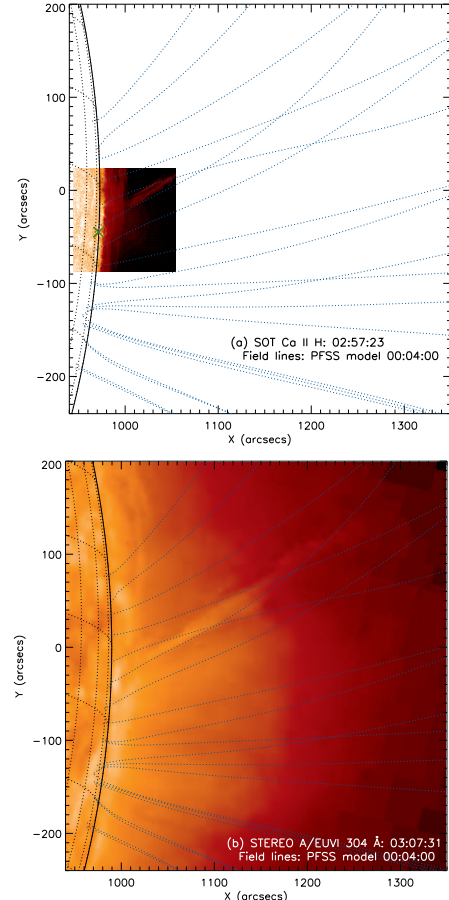 200
100
0
−100
−200
Y (arcsecs)
(a) SOT Ca II H: 02:57:23
Field lines: PFSS model 00:04:00
1000 1100 1200 1300
X (arcsecs)
200
100
0
−100
−200
Y (arcsecs)
(b) STEREO A/EUVI 304 Å: 03:07:31
Field lines: PFSS model 00:04:00
1000 1100 1200 1300
X (arcsecs)